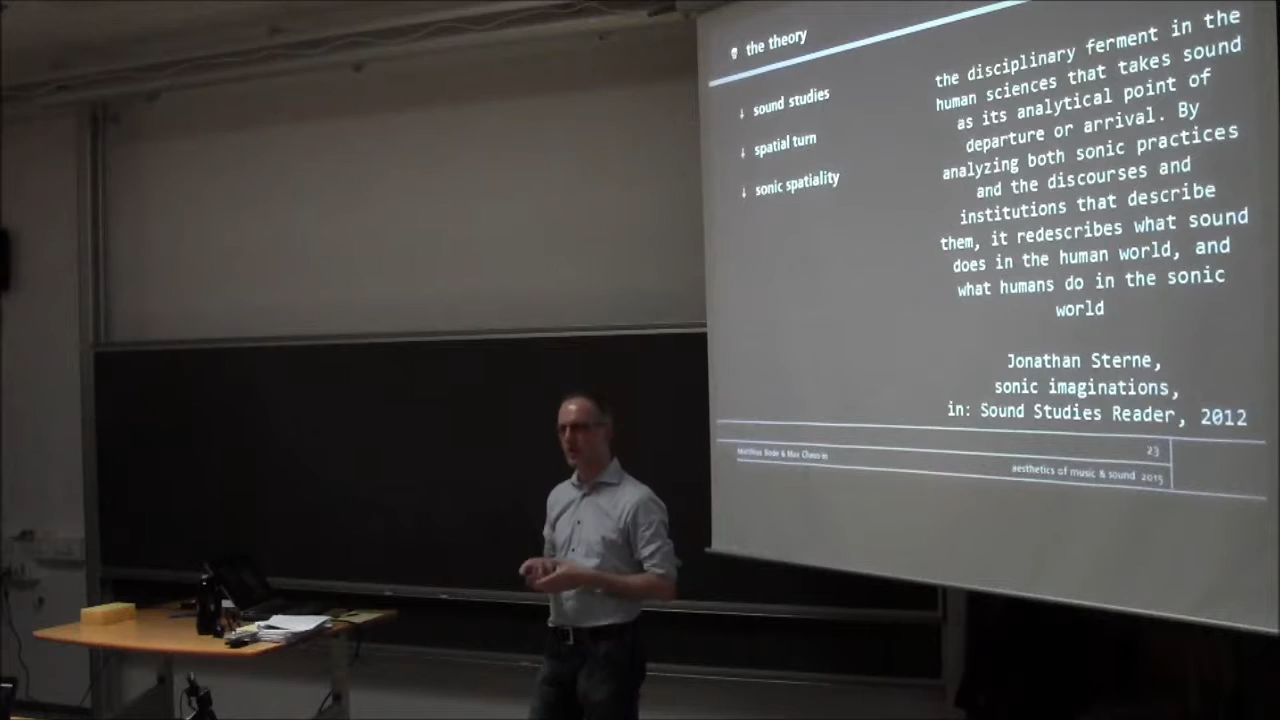 the theory
sound studies
spatial turn
sonic spatiality
the disciplinary ferment in the
human sciences that takes sound
as its analytical point of
departure or arrival. By
analyzing both sonic practices
and the discourses and
institutions that describe
them, it redescribes what sound
does in the human world, and
what humans do in the sonic
world
Jonathan Sterne,
sonic imaginations,
in: Sound Studies Reader, 2012
23
& Max
aesthetics of music & sound 2015